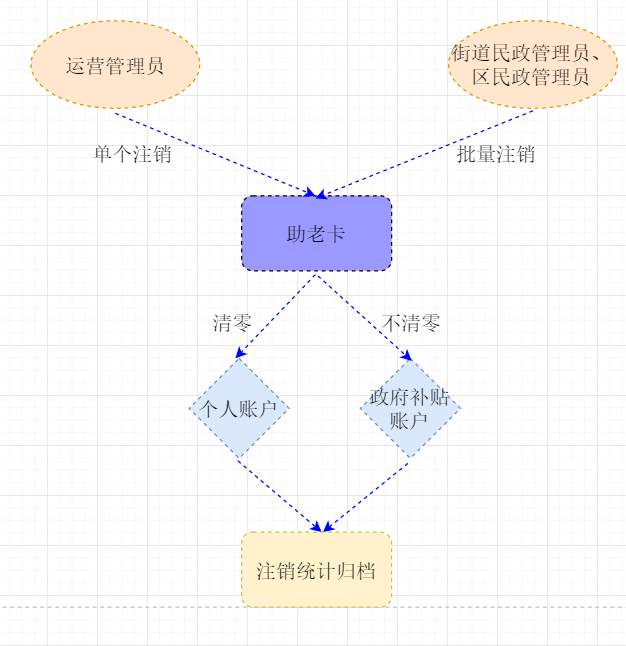 运营管理员
街道民政管理员、
区民政管理员
单个注销
批量注销
助老卡
清零
不清零
个人账户
政府补贴
账户
注销统计归档